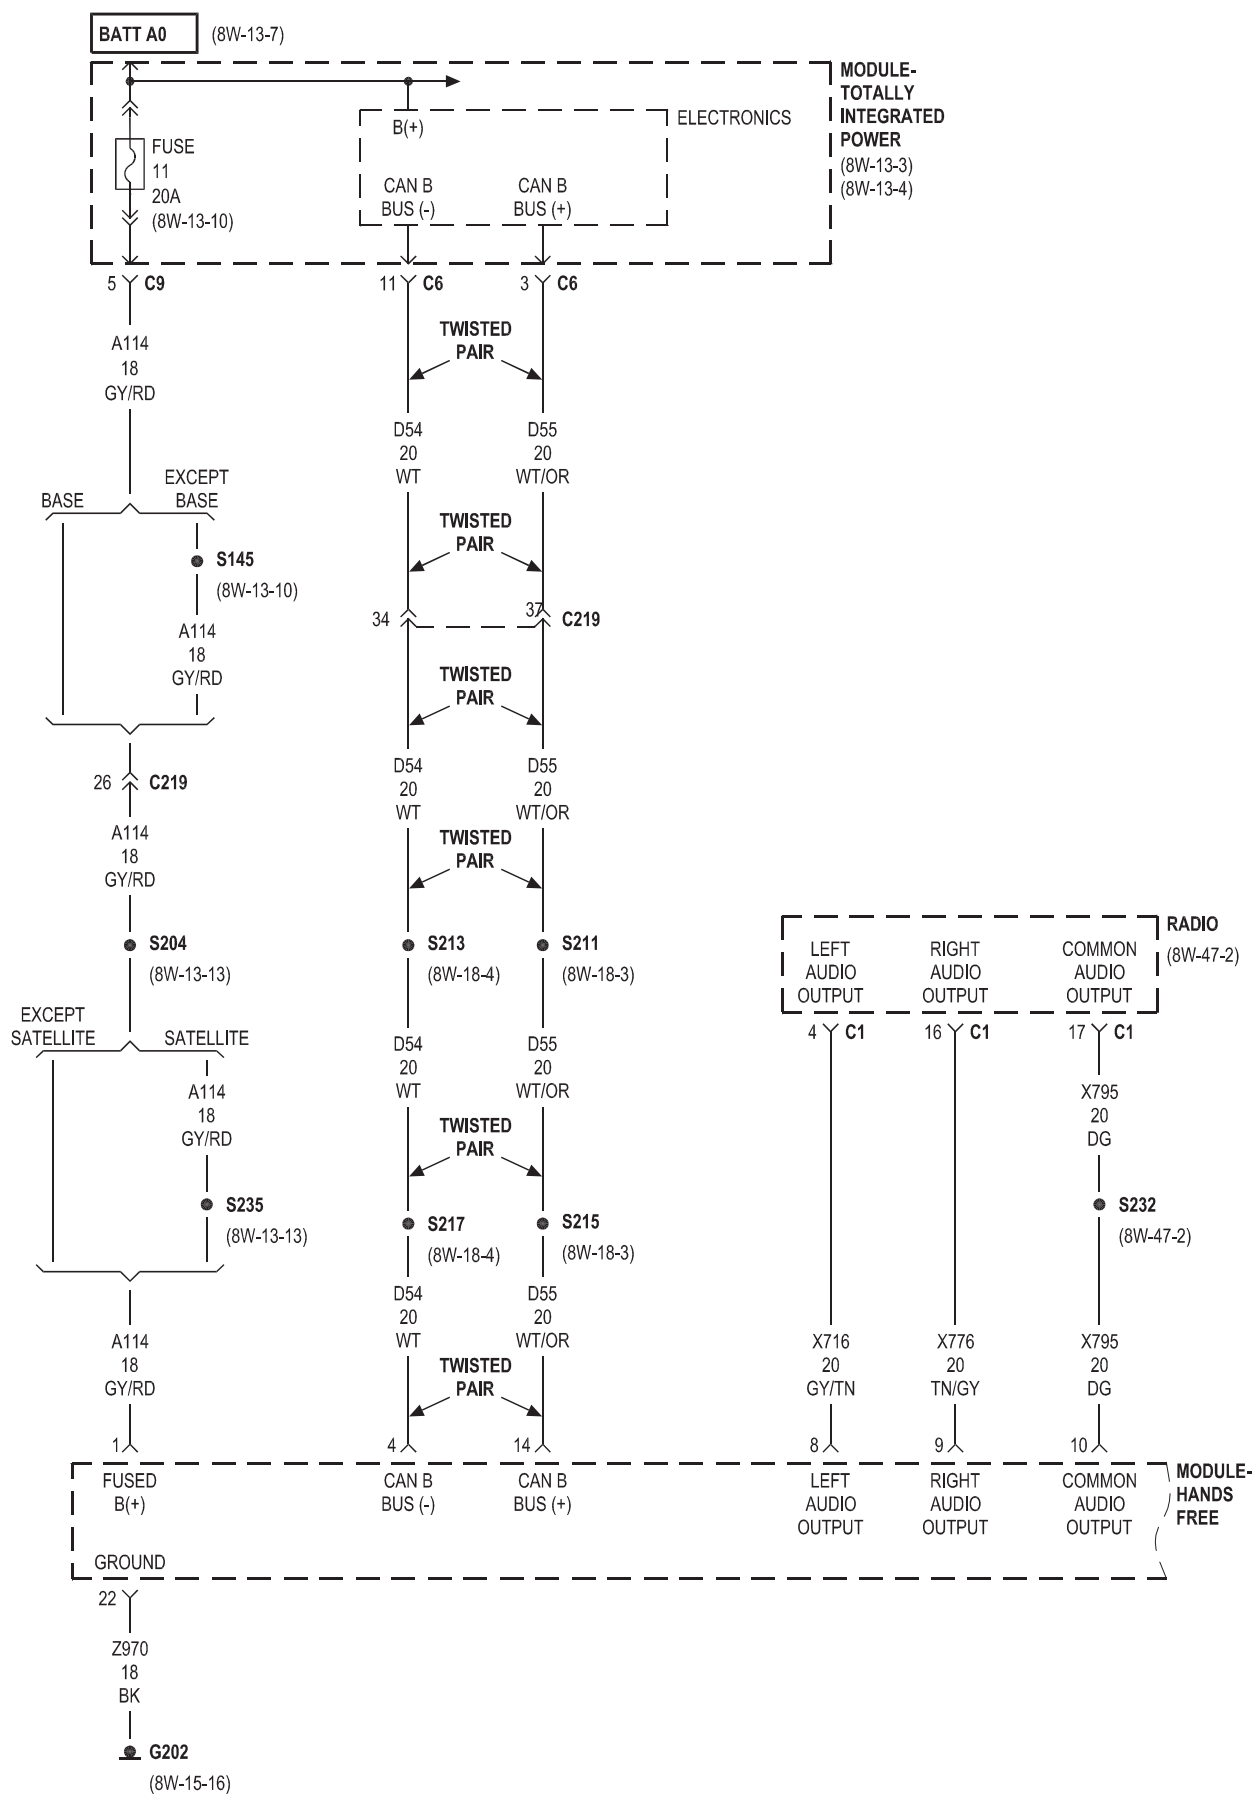 BATT A0 (8W-13-7)
MODULE-
TOTALLY
INTEGRATED
POWER
(8W-13-3)
(8W-13-4)
ELECTRONICS
B(+)
FUSE
11
20A
(8W-13-10)
CAN B
BUS (-)
CAN B
BUS (+)
5 C9
11 C6
3 C6
TWISTED
PAIR
A114
18
GY/RD
D54
20
WT
D55
20
WT/OR
BASE
EXCEPT
BASE
TWISTED
PAIR
S145
(8W-13-10)
34
37
C219
A114
18
GY/RD
TWISTED
PAIR
26 C219
D54
20
WT
D55
20
WT/OR
A114
18
GY/RD
TWISTED
PAIR
S204
(8W-13-13)
S213
(8W-18-4)
S211
(8W-18-3)
RADIO
(8W-47-2)
LEFT
AUDIO
OUTPUT
RIGHT
AUDIO
OUTPUT
COMMON
AUDIO
OUTPUT
4 C1
16 C1
17 C1
EXCEPT
SATELLITE
SATELLITE
D54
20
WT
D55
20
WT/OR
A114
18
GY/RD
X795
20
DG
TWISTED
PAIR
S235
(8W-13-13)
S217
(8W-18-4)
S215
(8W-18-3)
S232
(8W-47-2)
D54
20
WT
D55
20
WT/OR
A114
18
GY/RD
X716
20
GY/TN
X776
20
TN/GY
X795
20
DG
TWISTED
PAIR
1
4
14
8
9
10
FUSED
B(+)
CAN B
BUS (-)
CAN B
BUS (+)
LEFT
AUDIO
OUTPUT
RIGHT
AUDIO
OUTPUT
COMMON
AUDIO
OUTPUT
MODULE-
HANDS
FREE
GROUND
22
Z970
18
BK
G202
(8W-15-16)